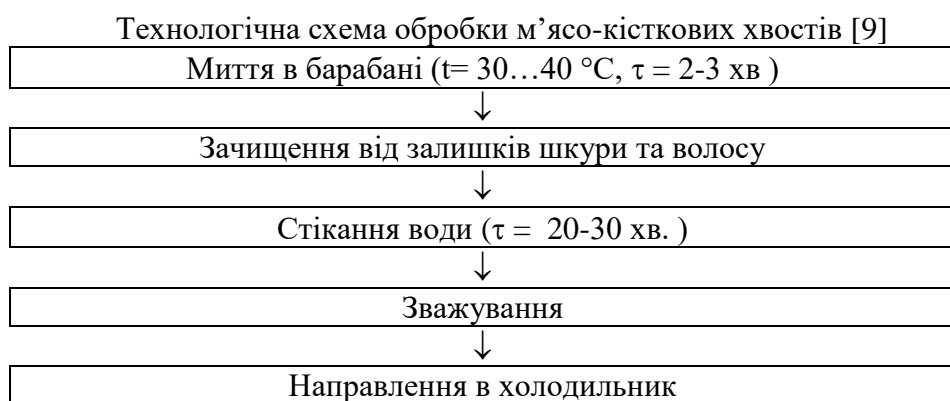 Технологічна схема обробки м’ясо-кісткових хвостів [9]
Миття в барабані (t= 30…40 °С, τ = 2-3 хв )
↓
Зачищення від залишків шкури та волосу
↓
Стікання води (τ =  20-30 хв. )
↓
Зважування
↓
Направлення в холодильник